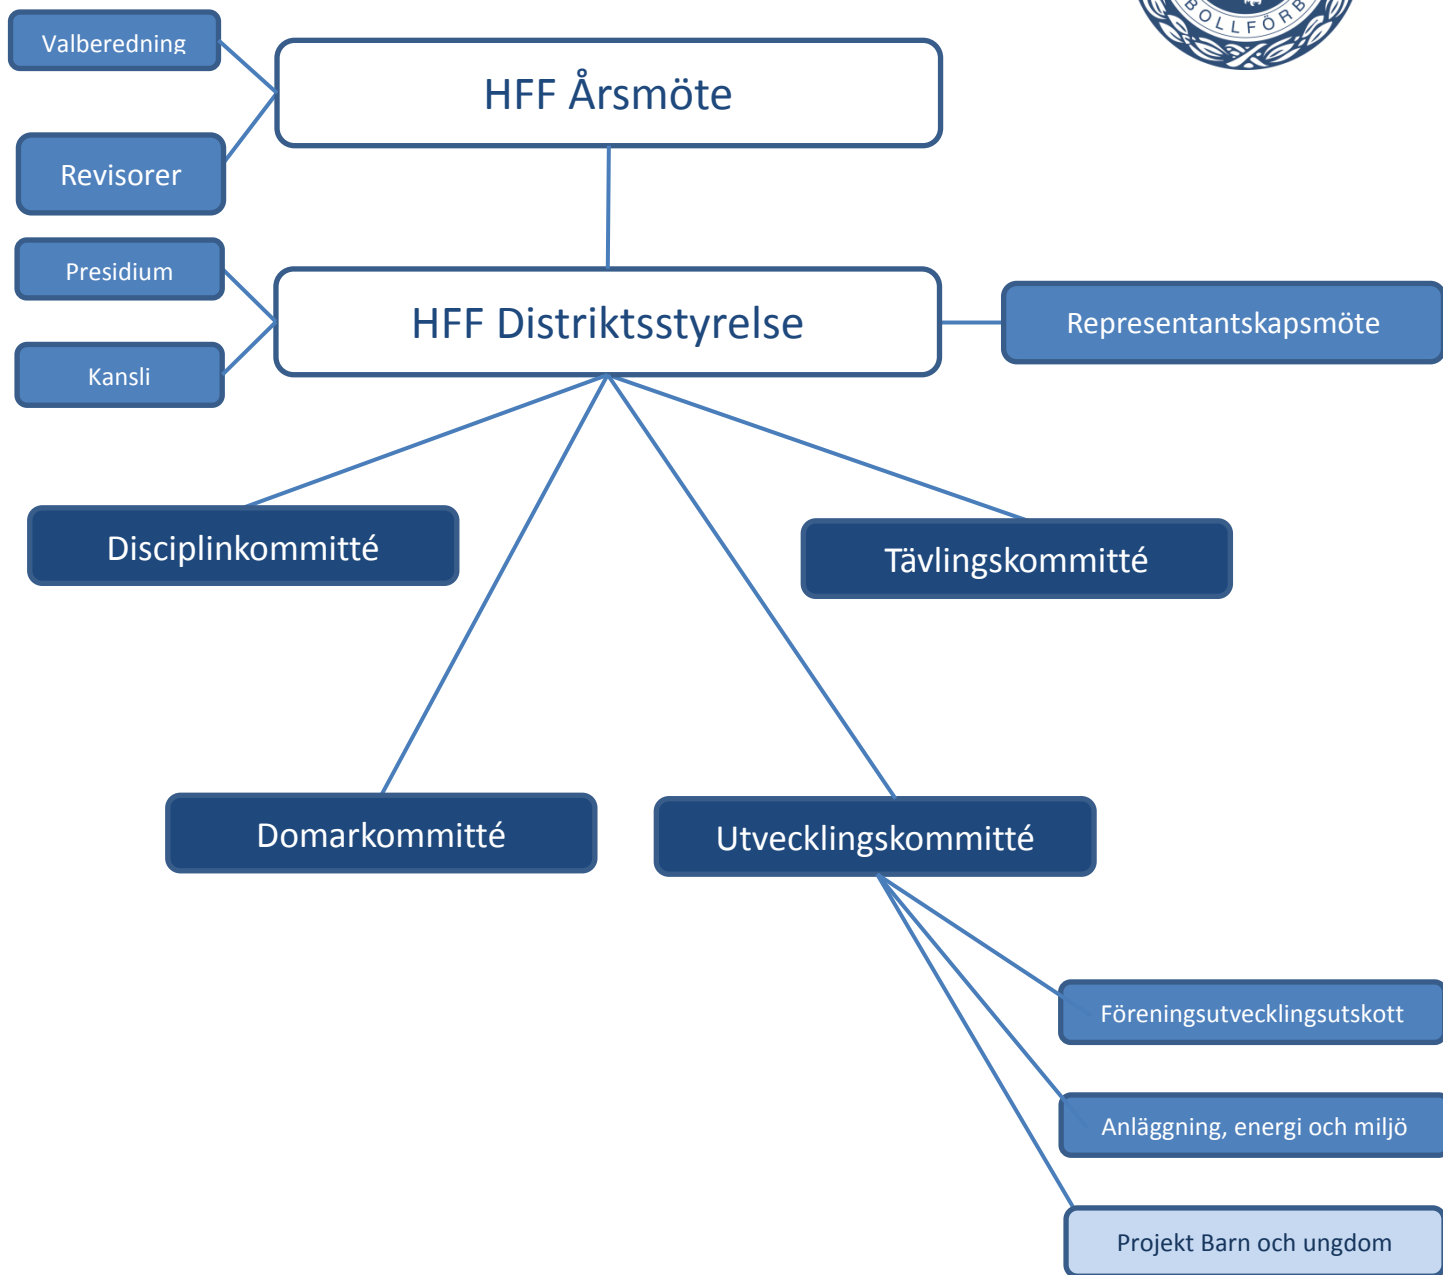 BOLLFÖRB
Valberedning
HFF Årsmöte
Revisorer
Presidium
HFF Distriktsstyrelse
Representantskapsmöte
Kansli
Disciplinkommitté
Tävlingskommitté
Domarkommitté
Utvecklingskommitté
Föreningsutvecklingsutskott
Anläggning, energi och miljö
Projekt Barn och ungdom